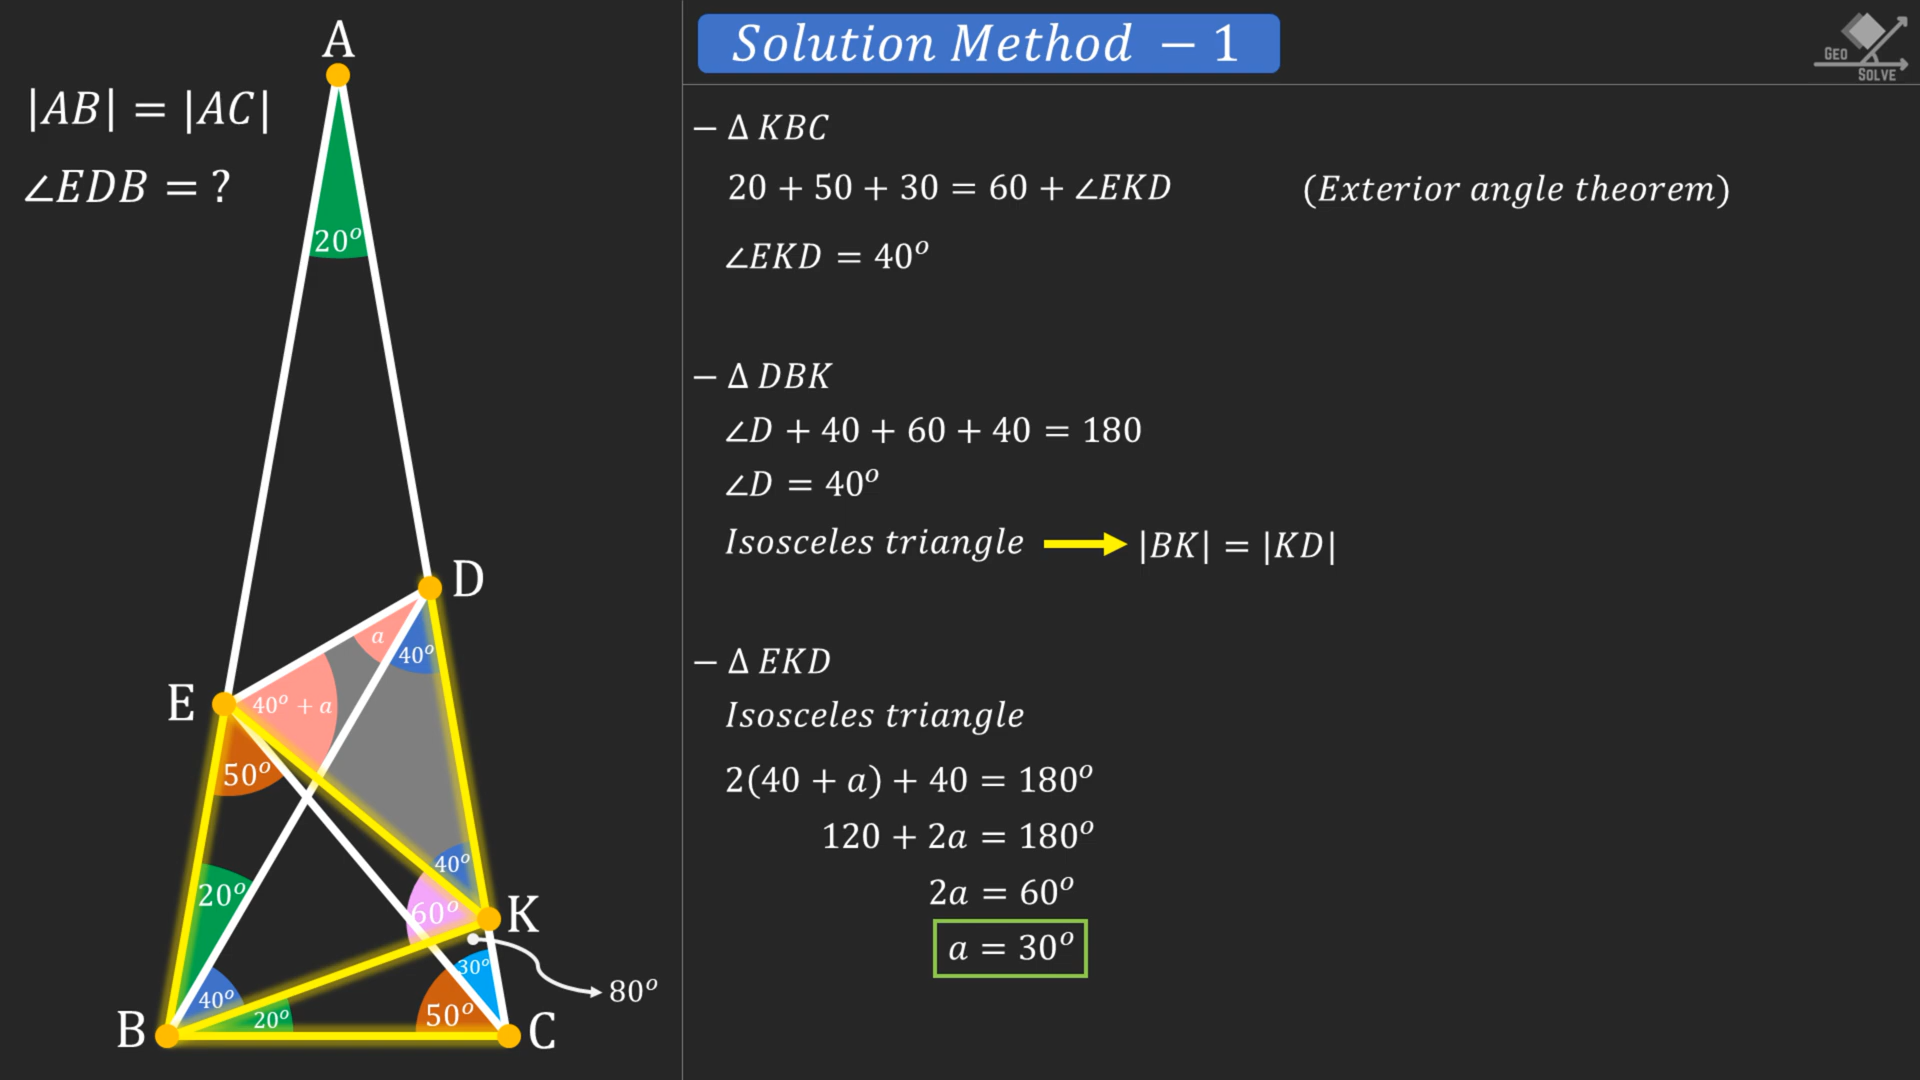 Solution Method − 1
GEO
SOLVE
|AB| = |AC|
∠EDB = ?
A
20°
D
a
40°
E
40° + a
50°
20°
40°
60°
K
30°
80°
40°
20°
50°
B
C
− Δ KBC
20 + 50 + 30 = 60 + ∠EKD (Exterior angle theorem)
∠EKD = 40°
− Δ DBK
∠D + 40 + 60 + 40 = 180
∠D = 40°
Isosceles triangle → |BK| = |KD|
− Δ EKD
Isosceles triangle
2(40 + a) + 40 = 180°
120 + 2a = 180°
2a = 60°
a = 30°